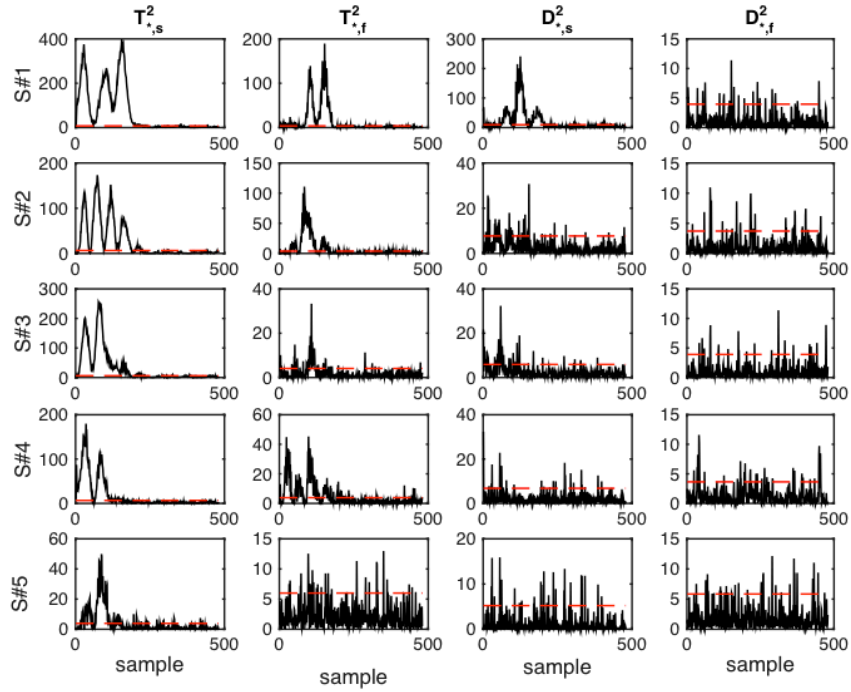 T²*,s T²*,f D²*,s D²*,f
S#1
400 200 300 15
200 100 200 10
0 100 5
0 0 0
0 500 0 500 0 500 0 500
S#2
200 150 40 15
100 100 20 10
0 50 0 5
0 0
0 500 0 500 0 500 0 500
S#3
300 40 40 15
200 20 20 10
100 0 0 5
0 0
0 500 0 500 0 500 0 500
S#4
200 60 40 15
100 40 20 10
0 20 0 5
0 0
0 500 0 500 0 500 0 500
S#5
60 15 20 15
40 10 10 10
20 5 0 5
0 0 0
0 500 0 500 0 500 0 500
sample sample sample sample